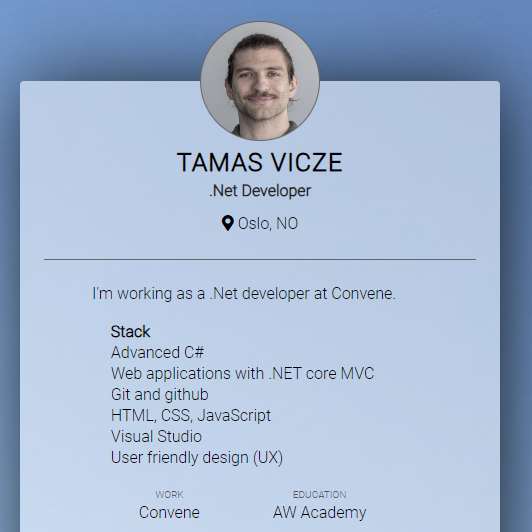 TAMAS VICZE
.Net Developer
Oslo, NO
I'm working as a .Net developer at Convene.
Stack
Advanced C#
Web applications with .NET core MVC
Git and github
HTML, CSS, JavaScript
Visual Studio
User friendly design (UX)
WORK
Convene
EDUCATION
AW Academy